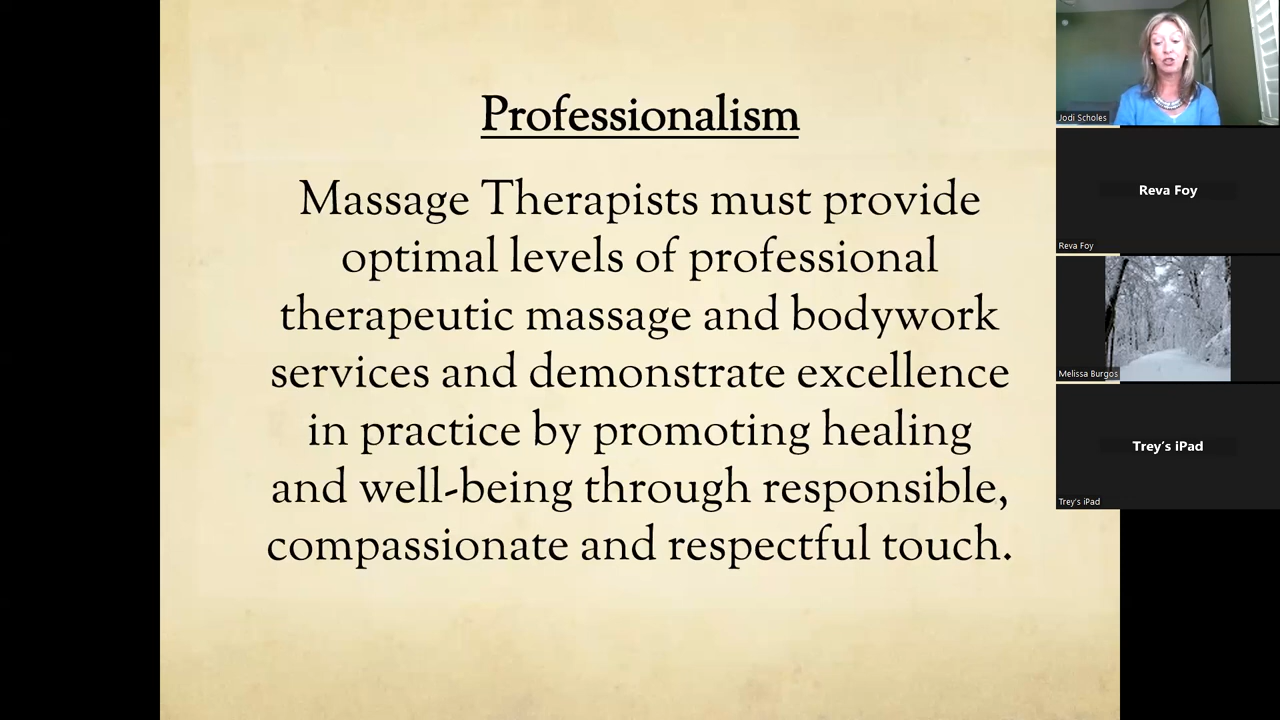 Professionalism
Massage Therapists must provide
optimal levels of professional
therapeutic massage and bodywork
services and demonstrate excellence
in practice by promoting healing
and well-being through responsible,
compassionate and respectful touch.
Jodi Scholes
Reva Foy
Reva Foy
Melissa Burgos
Trey's iPad
Trey's iPad